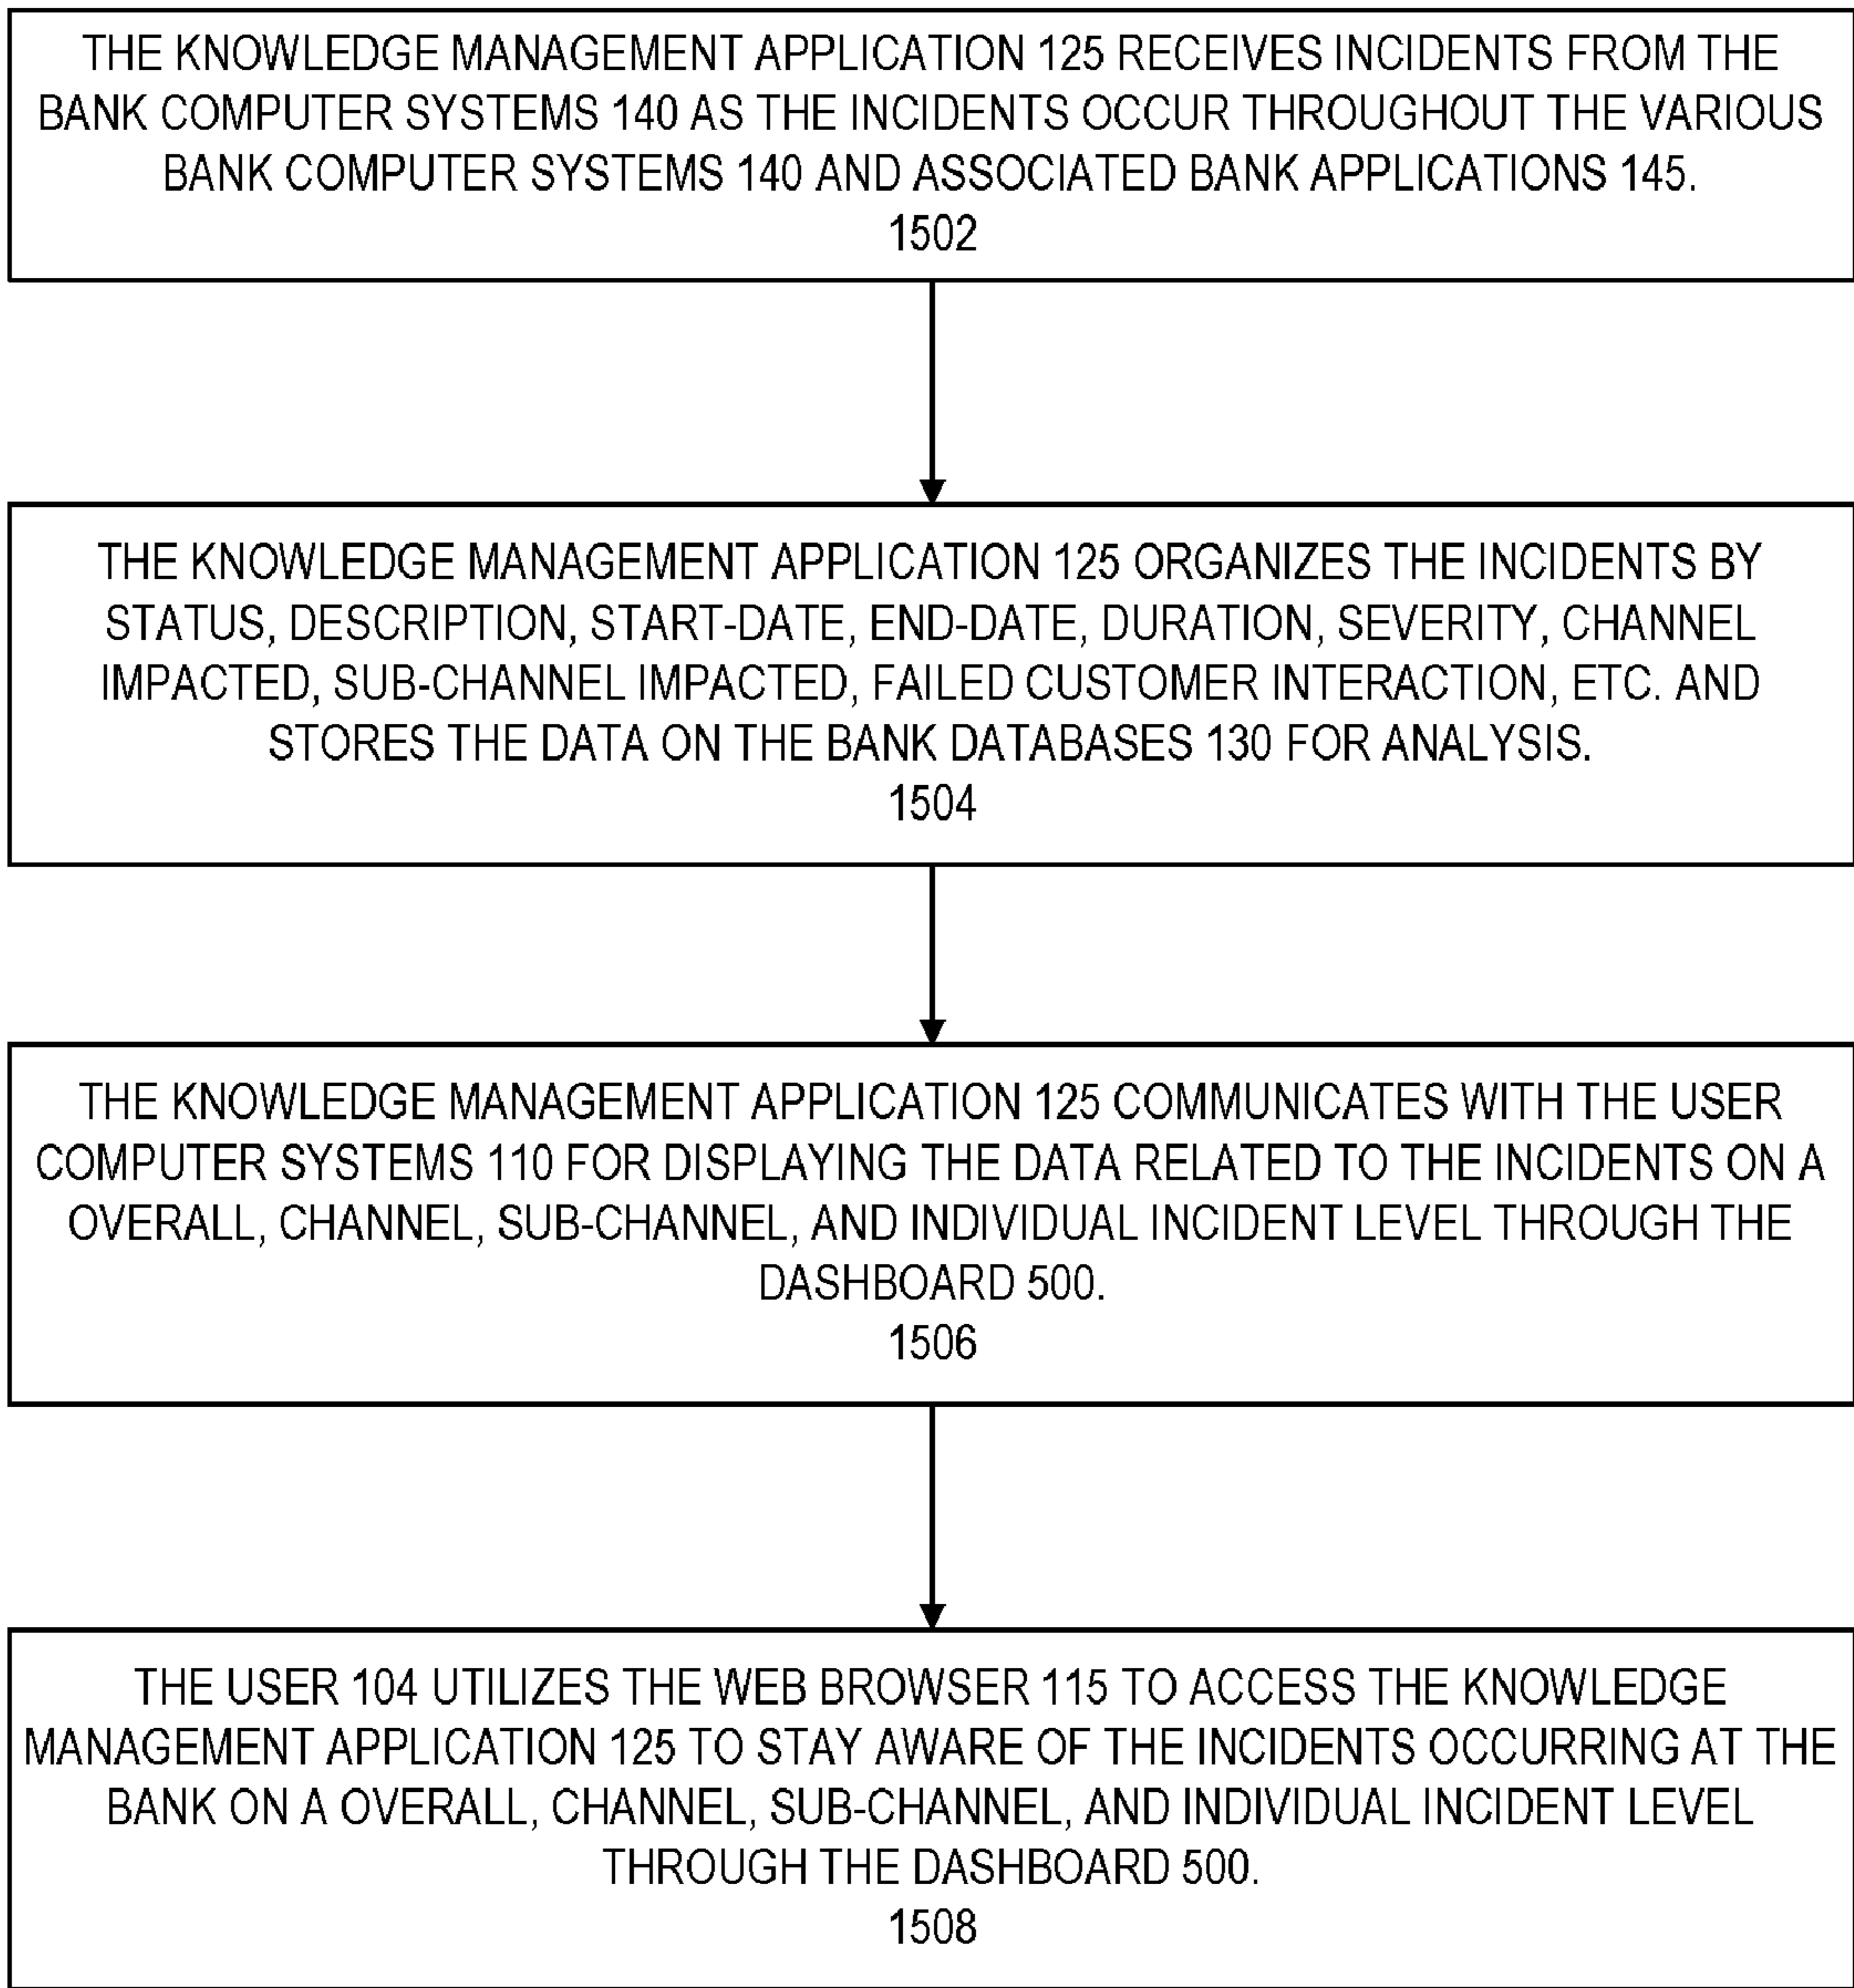 THE KNOWLEDGE MANAGEMENT APPLICATION 125 RECEIVES INCIDENTS FROM THE
BANK COMPUTER SYSTEMS 140 AS THE INCIDENTS OCCUR THROUGHOUT THE VARIOUS
BANK COMPUTER SYSTEMS 140 AND ASSOCIATED BANK APPLICATIONS 145.
1502
THE KNOWLEDGE MANAGEMENT APPLICATION 125 ORGANIZES THE INCIDENTS BY
STATUS, DESCRIPTION, START-DATE, END-DATE, DURATION, SEVERITY, CHANNEL
IMPACTED, SUB-CHANNEL IMPACTED, FAILED CUSTOMER INTERACTION, ETC. AND
STORES THE DATA ON THE BANK DATABASES 130 FOR ANALYSIS.
1504
THE KNOWLEDGE MANAGEMENT APPLICATION 125 COMMUNICATES WITH THE USER
COMPUTER SYSTEMS 110 FOR DISPLAYING THE DATA RELATED TO THE INCIDENTS ON A
OVERALL, CHANNEL, SUB-CHANNEL, AND INDIVIDUAL INCIDENT LEVEL THROUGH THE
DASHBOARD 500.
1506
THE USER 104 UTILIZES THE WEB BROWSER 115 TO ACCESS THE KNOWLEDGE
MANAGEMENT APPLICATION 125 TO STAY AWARE OF THE INCIDENTS OCCURRING AT THE
BANK ON A OVERALL, CHANNEL, SUB-CHANNEL, AND INDIVIDUAL INCIDENT LEVEL
THROUGH THE DASHBOARD 500.
1508